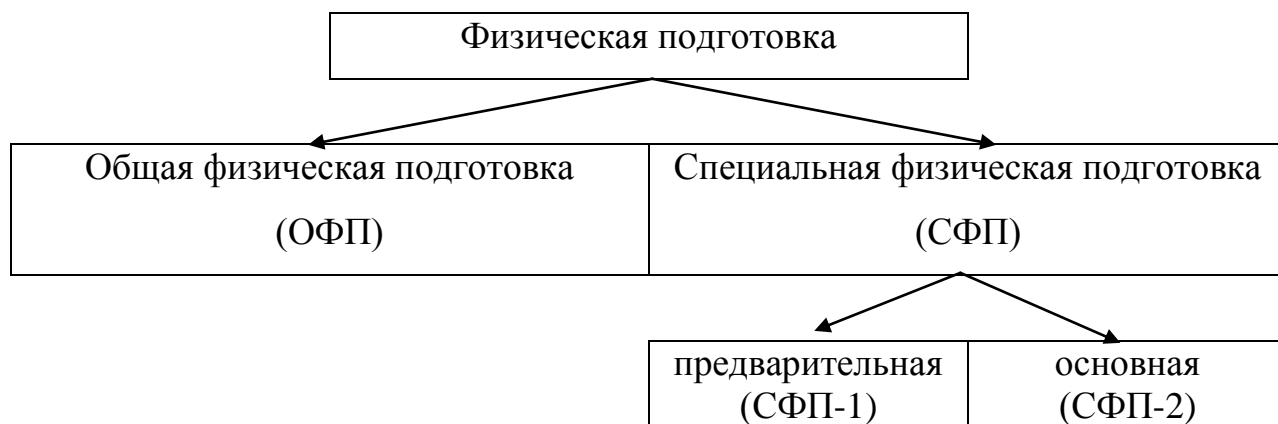 Физическая подготовка
Общая физическая подготовка
(ОФП)
Специальная физическая подготовка
(СФП)
предварительная
(СФП-1)
основная
(СФП-2)